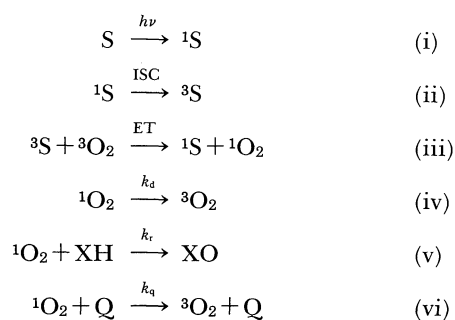 S —hν→ ¹S (i)
¹S —ISC→ ³S (ii)
³S+³O₂ —ET→ ¹S+¹O₂ (iii)
¹O₂ —k_d→ ³O₂ (iv)
¹O₂+XH —k_r→ XO (v)
¹O₂+Q —k_q→ ³O₂+Q (vi)